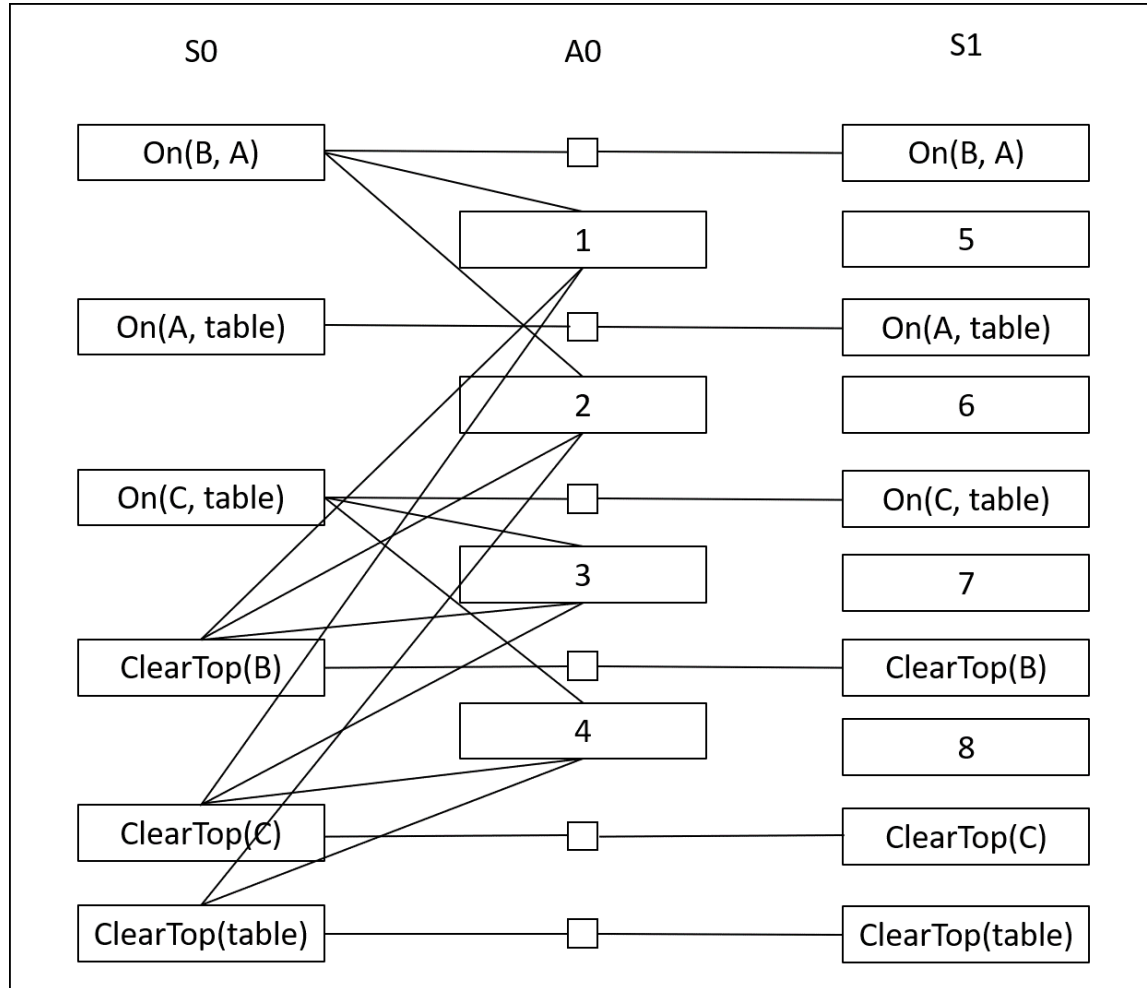 S0 A0 S1
On(B, A) On(B, A)
1 5
On(A, table) On(A, table)
2 6
On(C, table) On(C, table)
3 7
ClearTop(B) ClearTop(B)
4 8
ClearTop(C) ClearTop(C)
ClearTop(table) ClearTop(table)